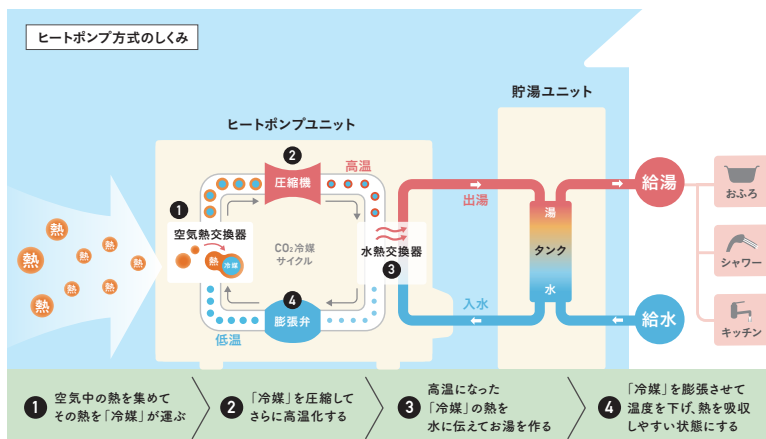 ヒートポンプ方式のしくみ
貯湯ユニット
ヒートポンプユニット
❷
圧縮機
高温
❶
空気熱交換器
熱
冷媒
CO₂冷媒
サイクル
水熱交換器
❸
❹
膨張弁
低温
熱
熱
熱
熱
熱
熱
熱
熱
出湯
入水
湯
タンク
水
給湯
給水
おふろ
シャワー
キッチン
❶ 空気中の熱を集めて
その熱を「冷媒」が運ぶ
❷ 「冷媒」を圧縮して
さらに高温化する
❸ 高温になった
「冷媒」の熱を
水に伝えてお湯を作る
❹ 「冷媒」を膨張させて
温度を下げ、熱を吸収
しやすい状態にする